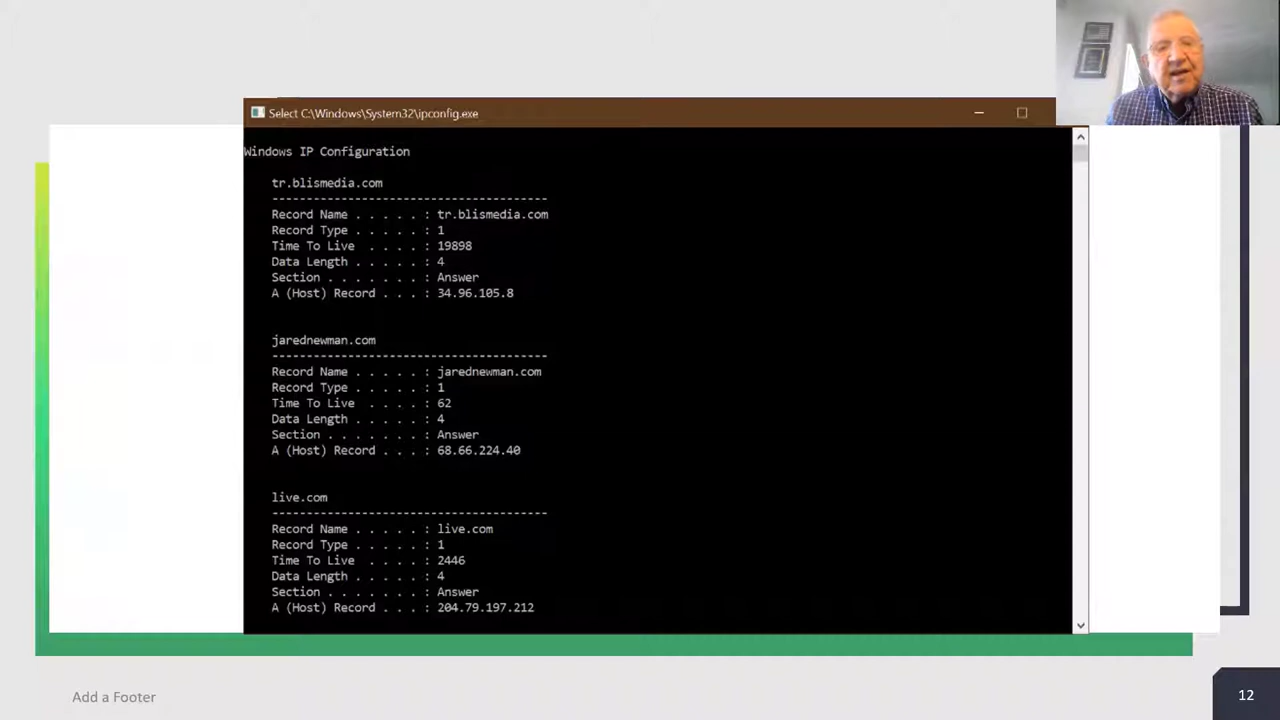 Select C:\Windows\System32\ipconfig.exe
Windows IP Configuration
tr.blismedia.com
----------------------------------------
Record Name . . . . . : tr.blismedia.com
Record Type . . . . . : 1
Time To Live  . . . . : 19898
Data Length . . . . . : 4
Section . . . . . . . : Answer
A (Host) Record . . . : 34.96.105.8
jarednewman.com
----------------------------------------
Record Name . . . . . : jarednewman.com
Record Type . . . . . : 1
Time To Live  . . . . : 62
Data Length . . . . . : 4
Section . . . . . . . : Answer
A (Host) Record . . . : 68.66.224.40
live.com
----------------------------------------
Record Name . . . . . : live.com
Record Type . . . . . : 1
Time To Live  . . . . : 2446
Data Length . . . . . : 4
Section . . . . . . . : Answer
A (Host) Record . . . : 204.79.197.212
Add a Footer
12